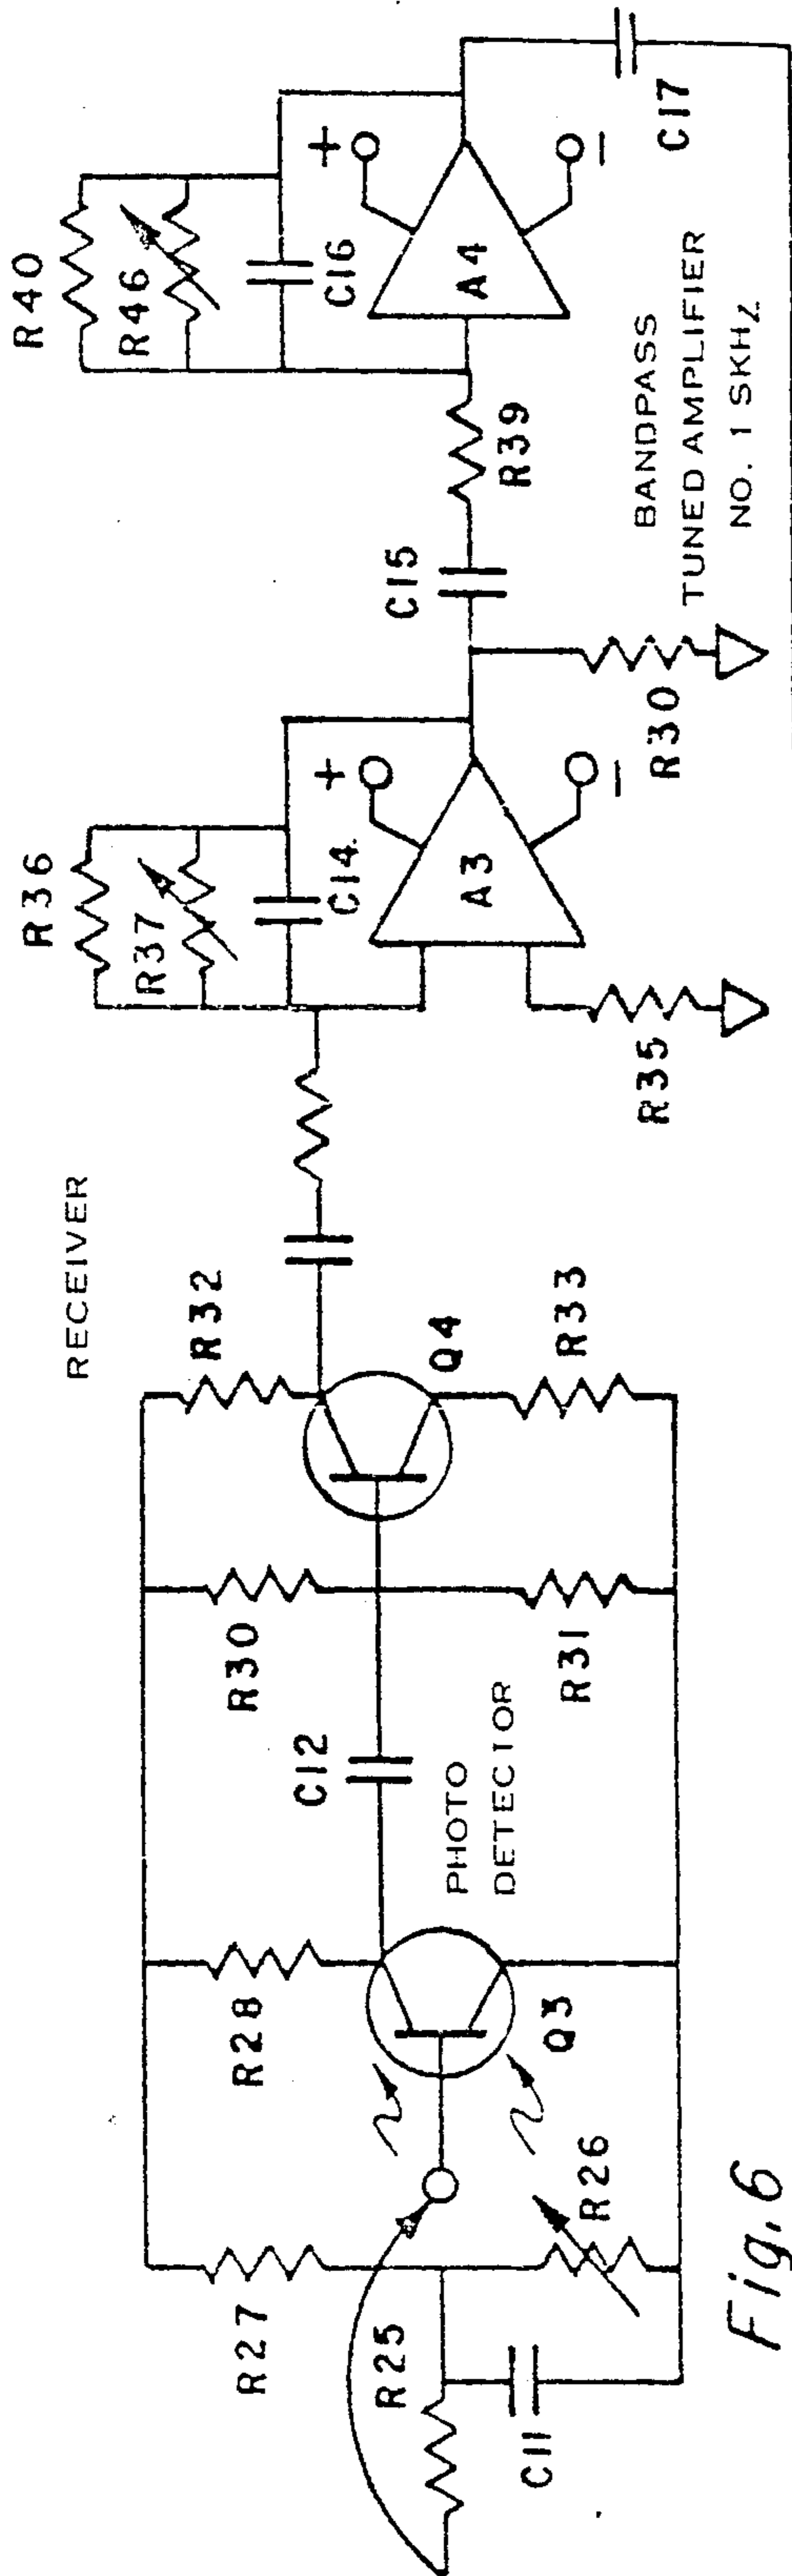 RECEIVER
R27
R25
C11
R26
R28
Q3
PHOTO
DETECTOR
C12
R30
R31
R32
Q4
R33
R36
R37
C14
+
A3
−
R35
R30
C15
R39
R40
R46
C16
+
A4
−
C17
BANDPASS
TUNED AMPLIFIER
NO. 1 5KHZ
Fig. 6